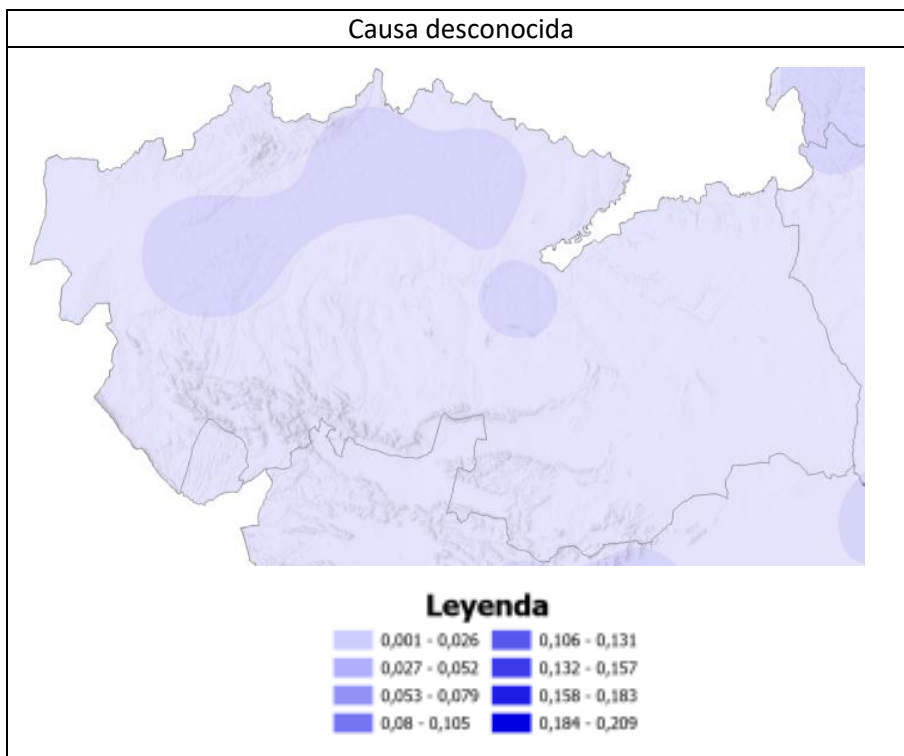 Causa desconocida
Leyenda
0,001 - 0,026
0,106 - 0,131
0,027 - 0,052
0,132 - 0,157
0,053 - 0,079
0,158 - 0,183
0,08 - 0,105
0,184 - 0,209